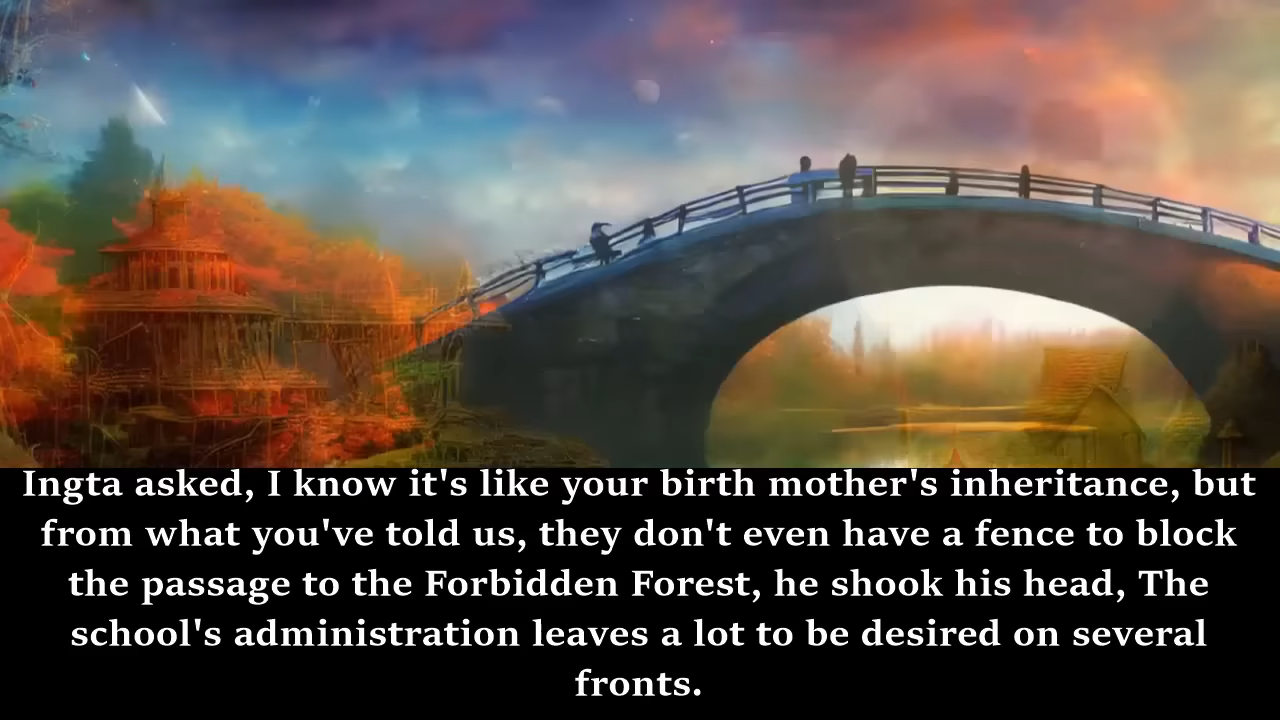 Ingta asked, I know it's like your birth mother's inheritance, but
from what you've told us, they don't even have a fence to block
the passage to the Forbidden Forest, he shook his head, The
school's administration leaves a lot to be desired on several
fronts.